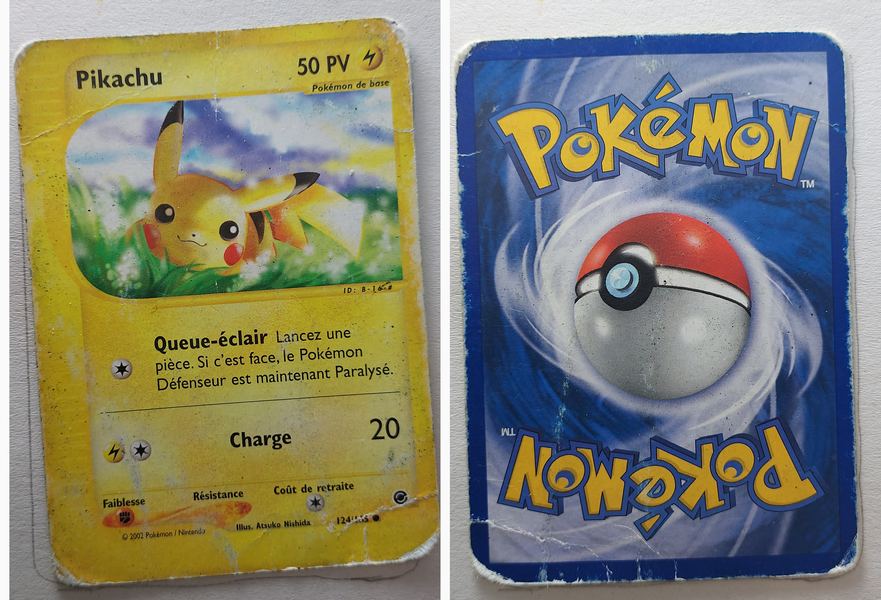 Pikachu
50 PV
Pokémon de base
Queue-éclair Lancez une
pièce. Si c'est face, le Pokémon
Défenseur est maintenant Paralysé.
Charge 20
Faiblesse Résistance Coût de retraite
Illus. Atsuko Nishida
© 2002 Pokémon / Nintendo
POKéMON
TM
TM
POKéMON